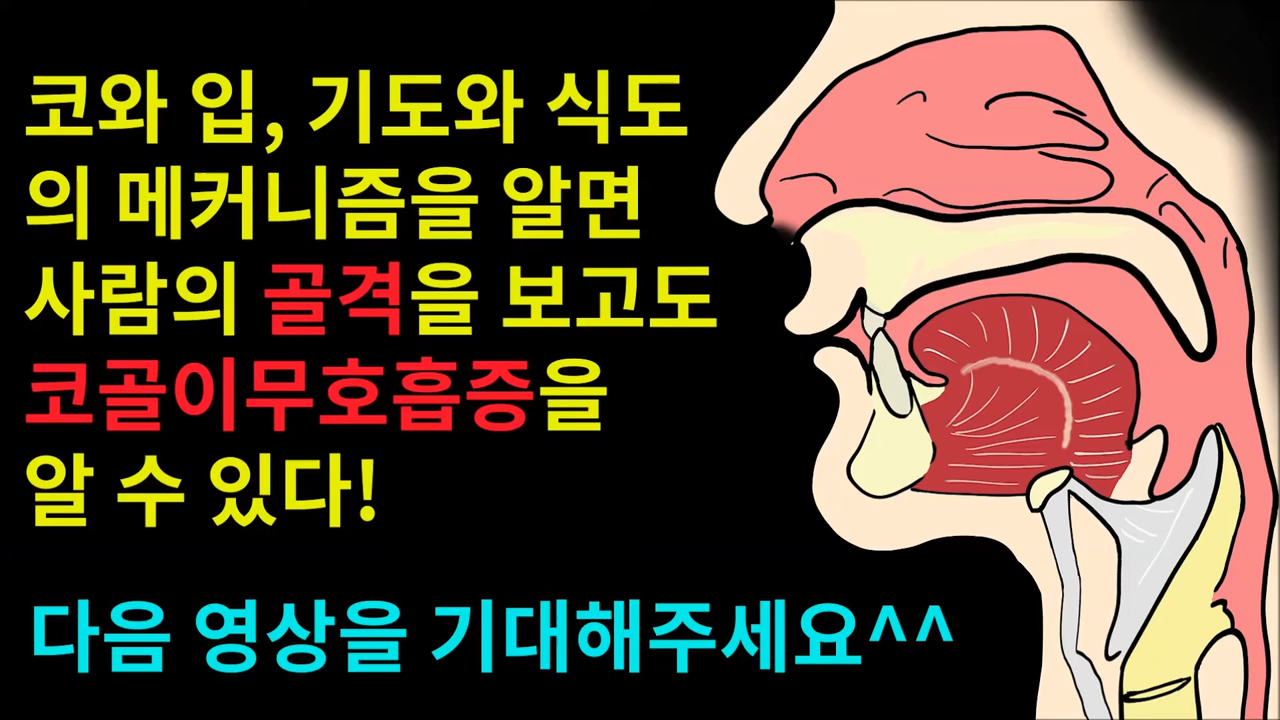 코와 입, 기도와 식도
의 메커니즘을 알면
사람의 골격을 보고도
코골이무호흡증을
알 수 있다!
다음 영상을 기대해주세요^^